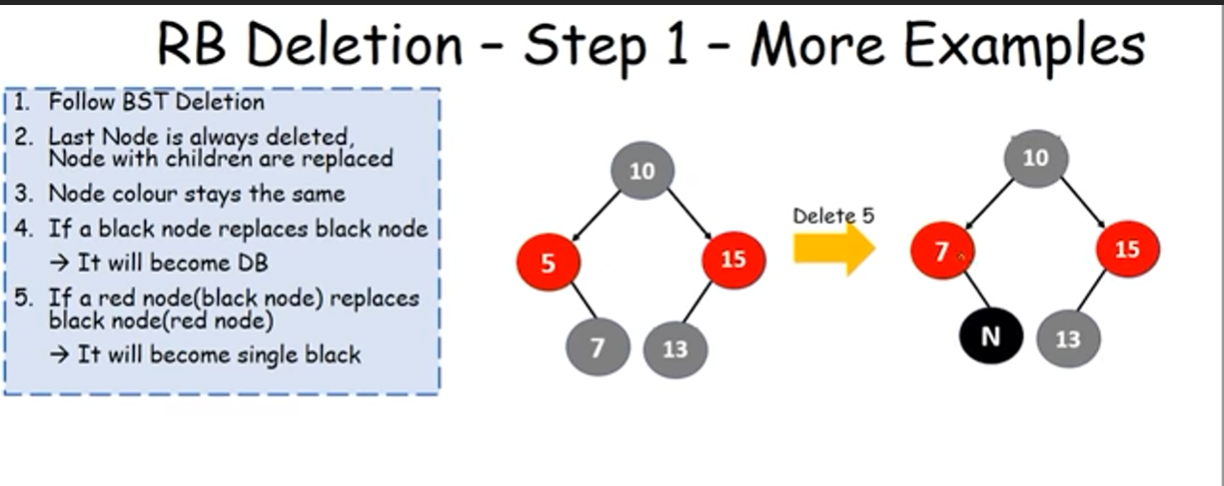 RB Deletion – Step 1 – More Examples
1. Follow BST Deletion
2. Last Node is always deleted，
Node with children are replaced
3. Node colour stays the same
4. If a black node replaces black node
→ It will become DB
5. If a red node(black node) replaces
black node(red node)
→ It will become single black
10
5
15
7
13
Delete 5
10
7
15
N
13